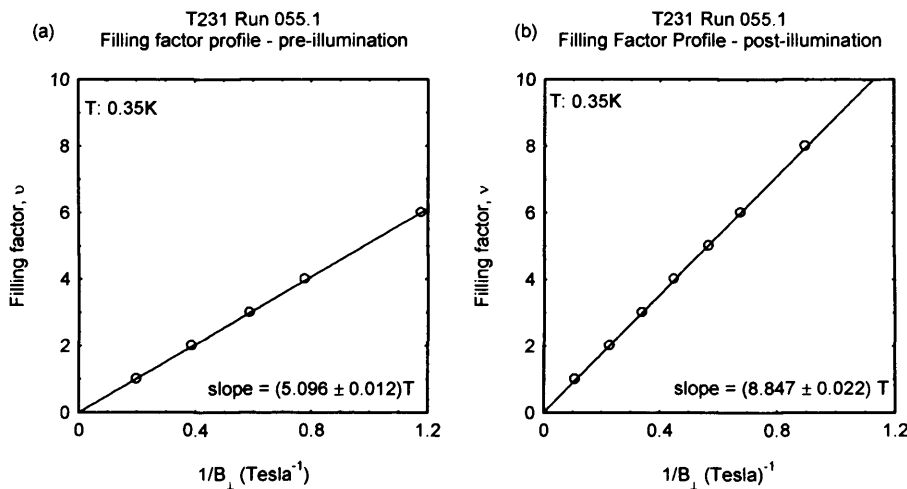 (a)
T231 Run 055.1
Filling factor profile - pre-illumination
10
8
6
4
2
0
T: 0.35K
Filling factor, υ
slope = (5.096 ± 0.012)T
0
0.4
0.8
1.2
1/B⊥ (Tesla⁻¹)
(b)
T231 Run 055.1
Filling Factor Profile - post-illumination
10
8
6
4
2
0
T: 0.35K
Filling factor, ν
slope = (8.847 ± 0.022) T
0
0.4
0.8
1.2
1/B⊥ (Tesla)⁻¹